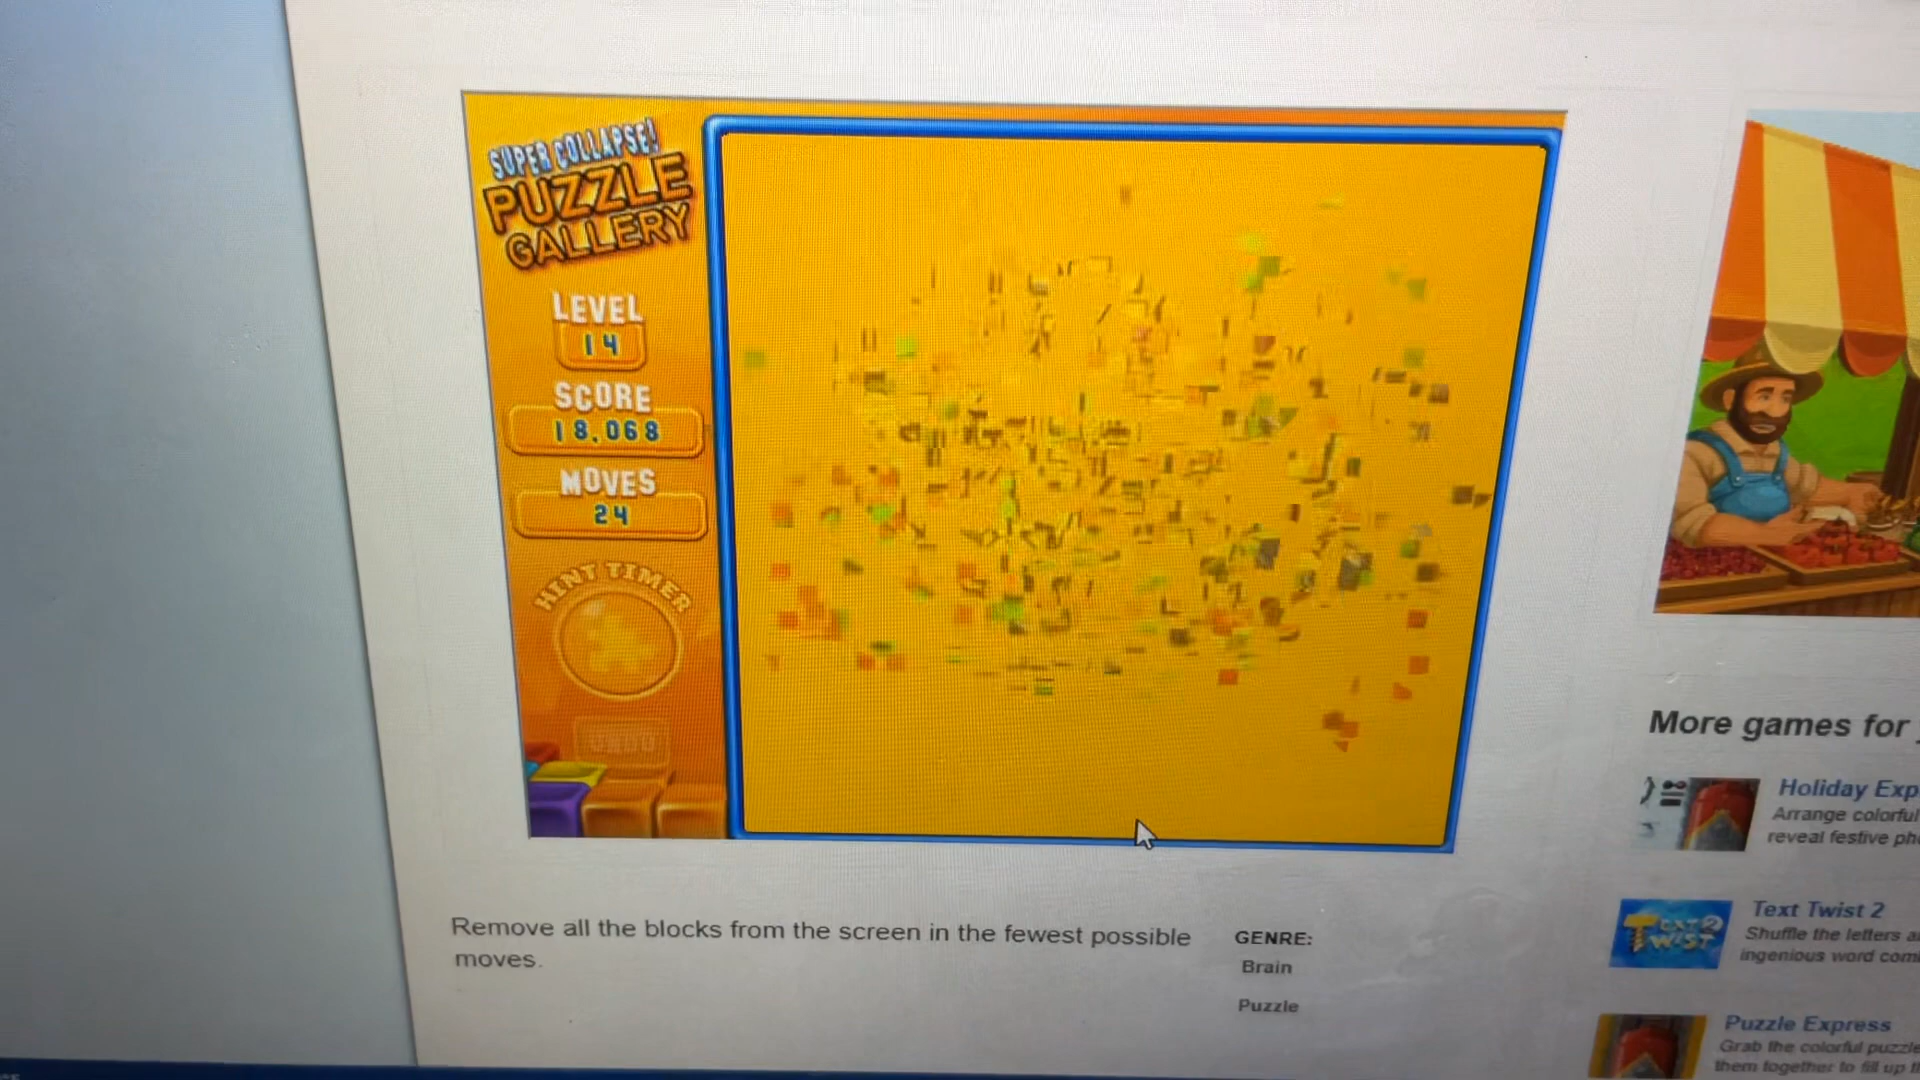 SUPER COLLAPSE!
PUZZLE
GALLERY
LEVEL
14
SCORE
18,068
MOVES
24
HINT TIMER
UNDO
Remove all the blocks from the screen in the fewest possible
moves.
GENRE:
Brain
Puzzle
More games for
Holiday Exp
Arrange colorful
reveal festive pho
Text Twist 2
Shuffle the letters a
ingenious word com
Puzzle Express
Grab the colorful puzzle
them together to fill up